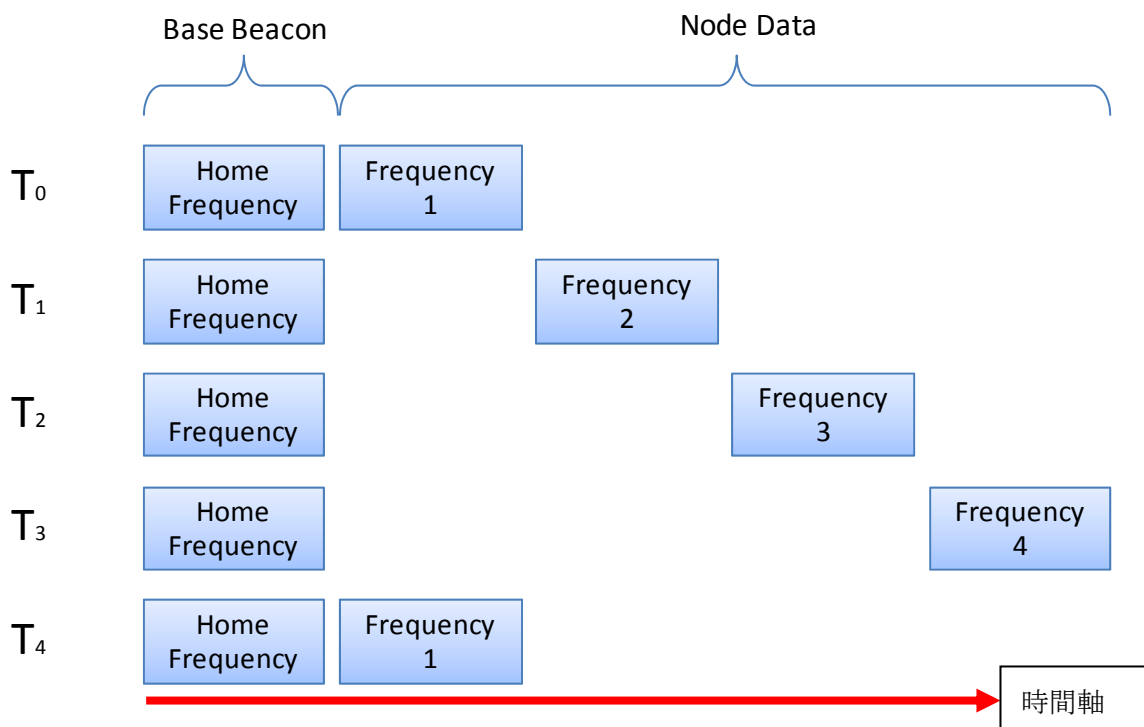 Base Beacon
Node Data
T0
Home
Frequency
Frequency
1
T1
Home
Frequency
Frequency
2
T2
Home
Frequency
Frequency
3
T3
Home
Frequency
Frequency
4
T4
Home
Frequency
Frequency
1
時間軸